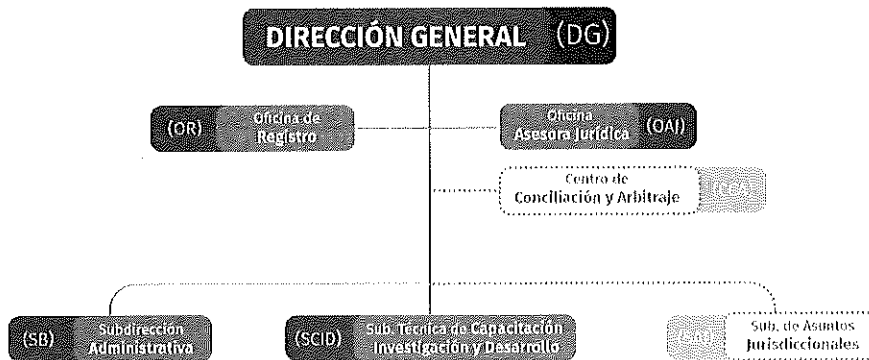 DIRECCIÓN GENERAL (DG)
(OR) Oficina de
Registro
Oficina
Asesora Jurídica (OAJ)
Centro de
Conciliación y Arbitraje (CCA)
(SB) Subdirección
Administrativa
(SCID) Sub. Técnica de Capacitación
Investigación y Desarrollo
Sub. de Asuntos
Jurisdiccionales